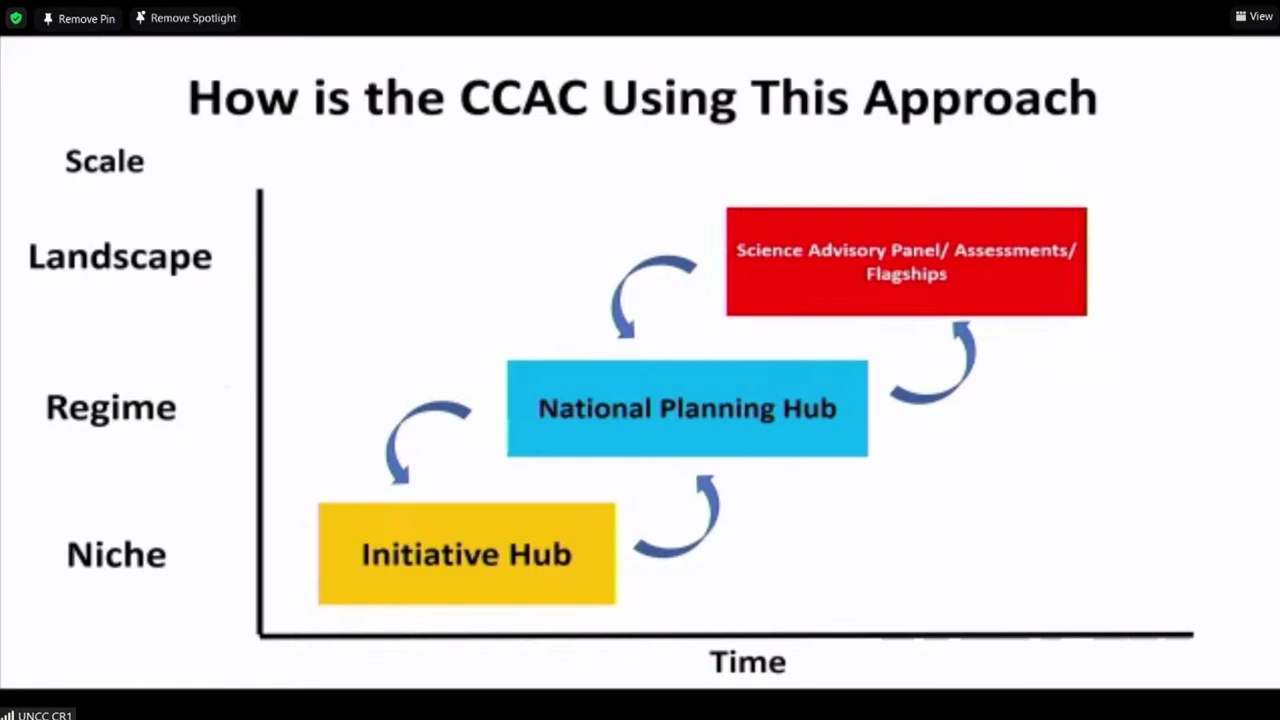 Remove Pin
Remove Spotlight
View
How is the CCAC Using This Approach
Scale
Landscape
Science Advisory Panel/ Assessments/
Flagships
Regime
National Planning Hub
Niche
Initiative Hub
Time
UNCC CR1